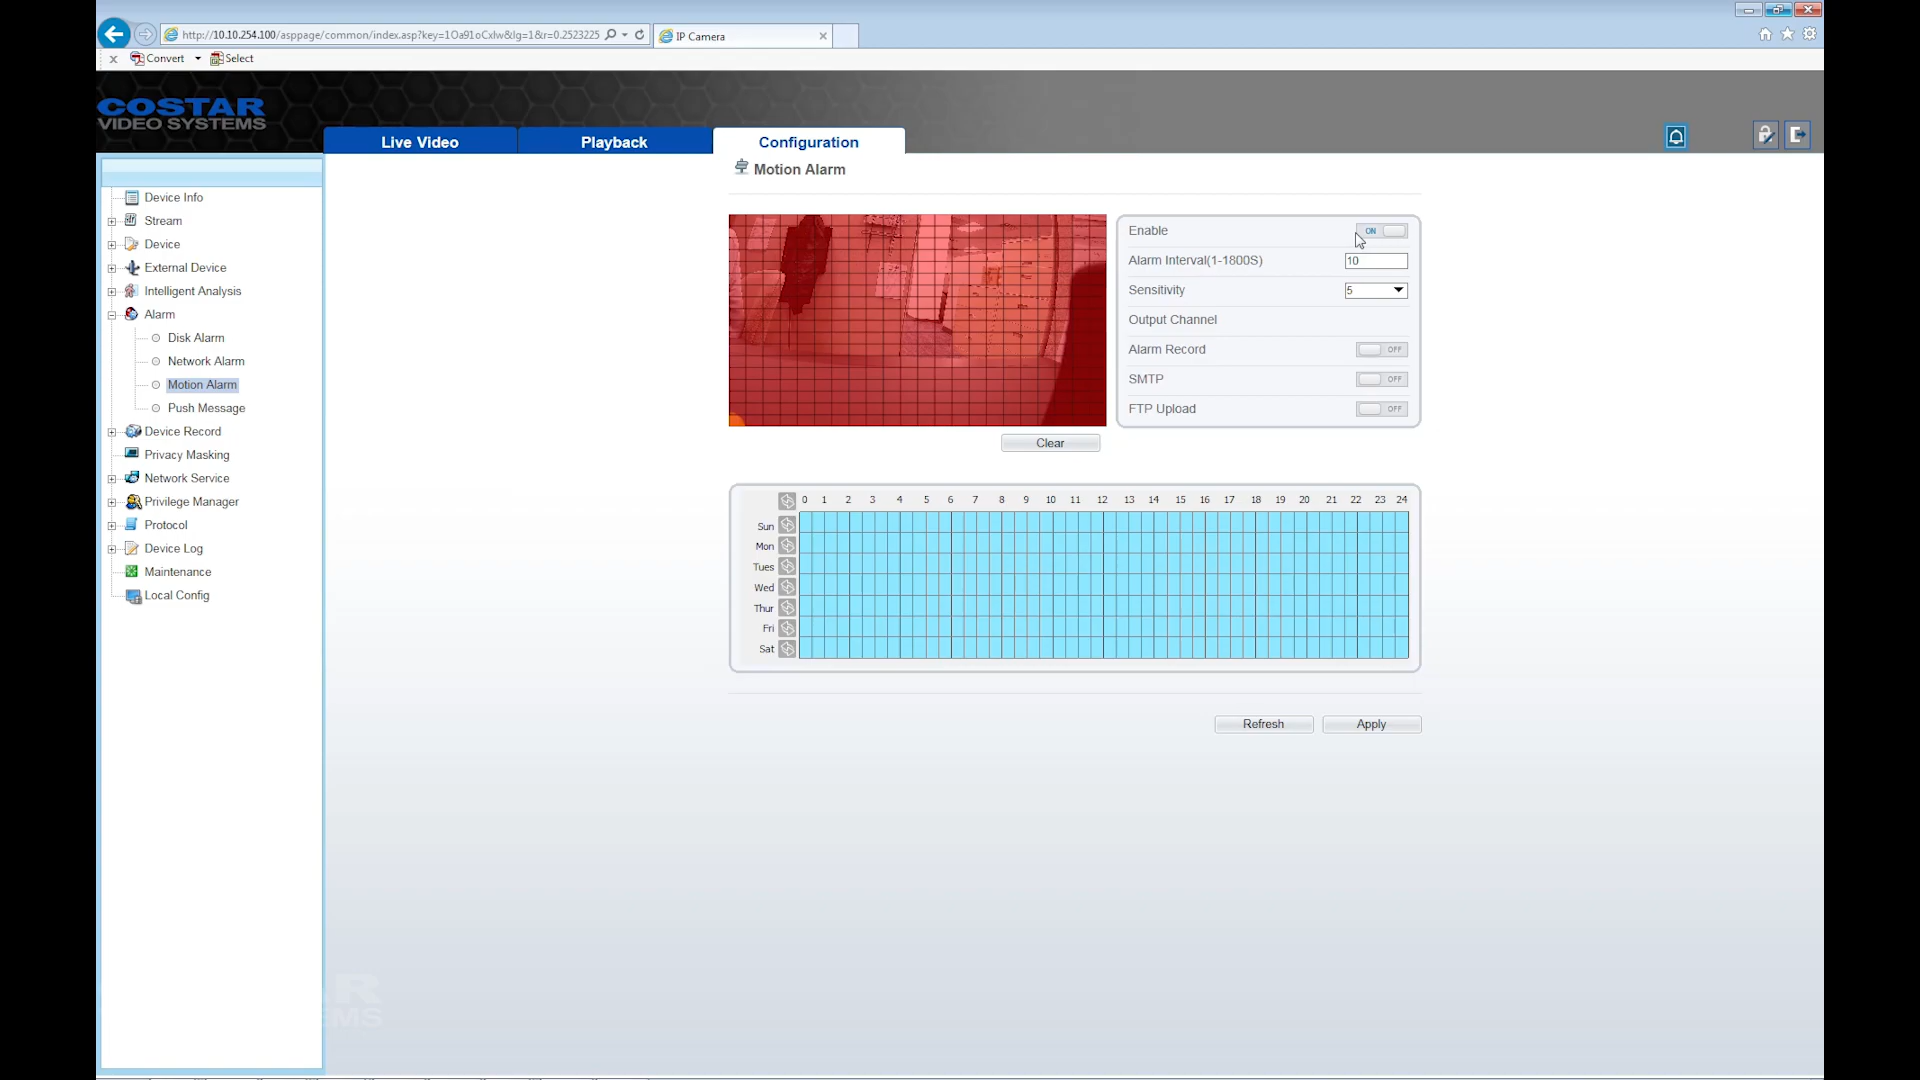 http://10.10.254.100/asppage/common/index.asp?key=1Oa91oCxlw&lg=1&lr=0.2523225
IP Camera
x Convert Select
COSTAR
VIDEO SYSTEMS
Live Video Playback Configuration
Motion Alarm
Device Info
Stream
Device
External Device
Intelligent Analysis
Alarm
Disk Alarm
Network Alarm
Motion Alarm
Push Message
Device Record
Privacy Masking
Network Service
Privilege Manager
Protocol
Device Log
Maintenance
Local Config
Enable ON
Alarm Interval(1-1800S) 10
Sensitivity 5
Output Channel
Alarm Record OFF
SMTP OFF
FTP Upload OFF
Clear
0 1 2 3 4 5 6 7 8 9 10 11 12 13 14 15 16 17 18 19 20 21 22 23 24
Sun
Mon
Tues
Wed
Thur
Fri
Sat
Refresh Apply